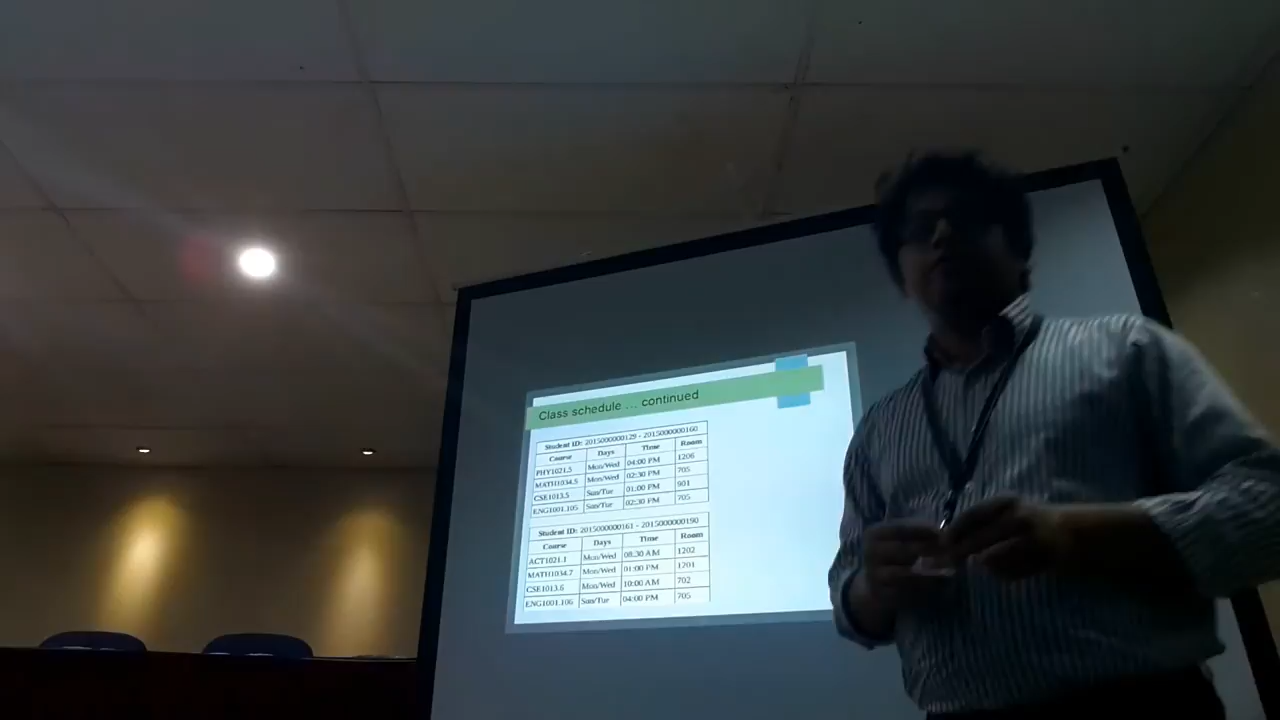 Class schedule ... continued
Student ID: 2015000000129 - 2015000000160
Course Days Time Room
PHY1021.5 Mon/Wed 04:00 PM 1206
MATH1034.5 Mon/Wed 02:30 PM 705
CSE1013.5 Sun/Tue 01:00 PM 901
ENG1001.105 Sun/Tue 02:30 PM 705
Student ID: 2015000000161 - 2015000000190
Course Days Time Room
ACT1021.1 Mon/Wed 08:30 AM 1202
MATH1034.7 Mon/Wed 01:00 PM 1201
CSE1013.6 Mon/Wed 10:00 AM 702
ENG1001.106 Sun/Tue 04:00 PM 705